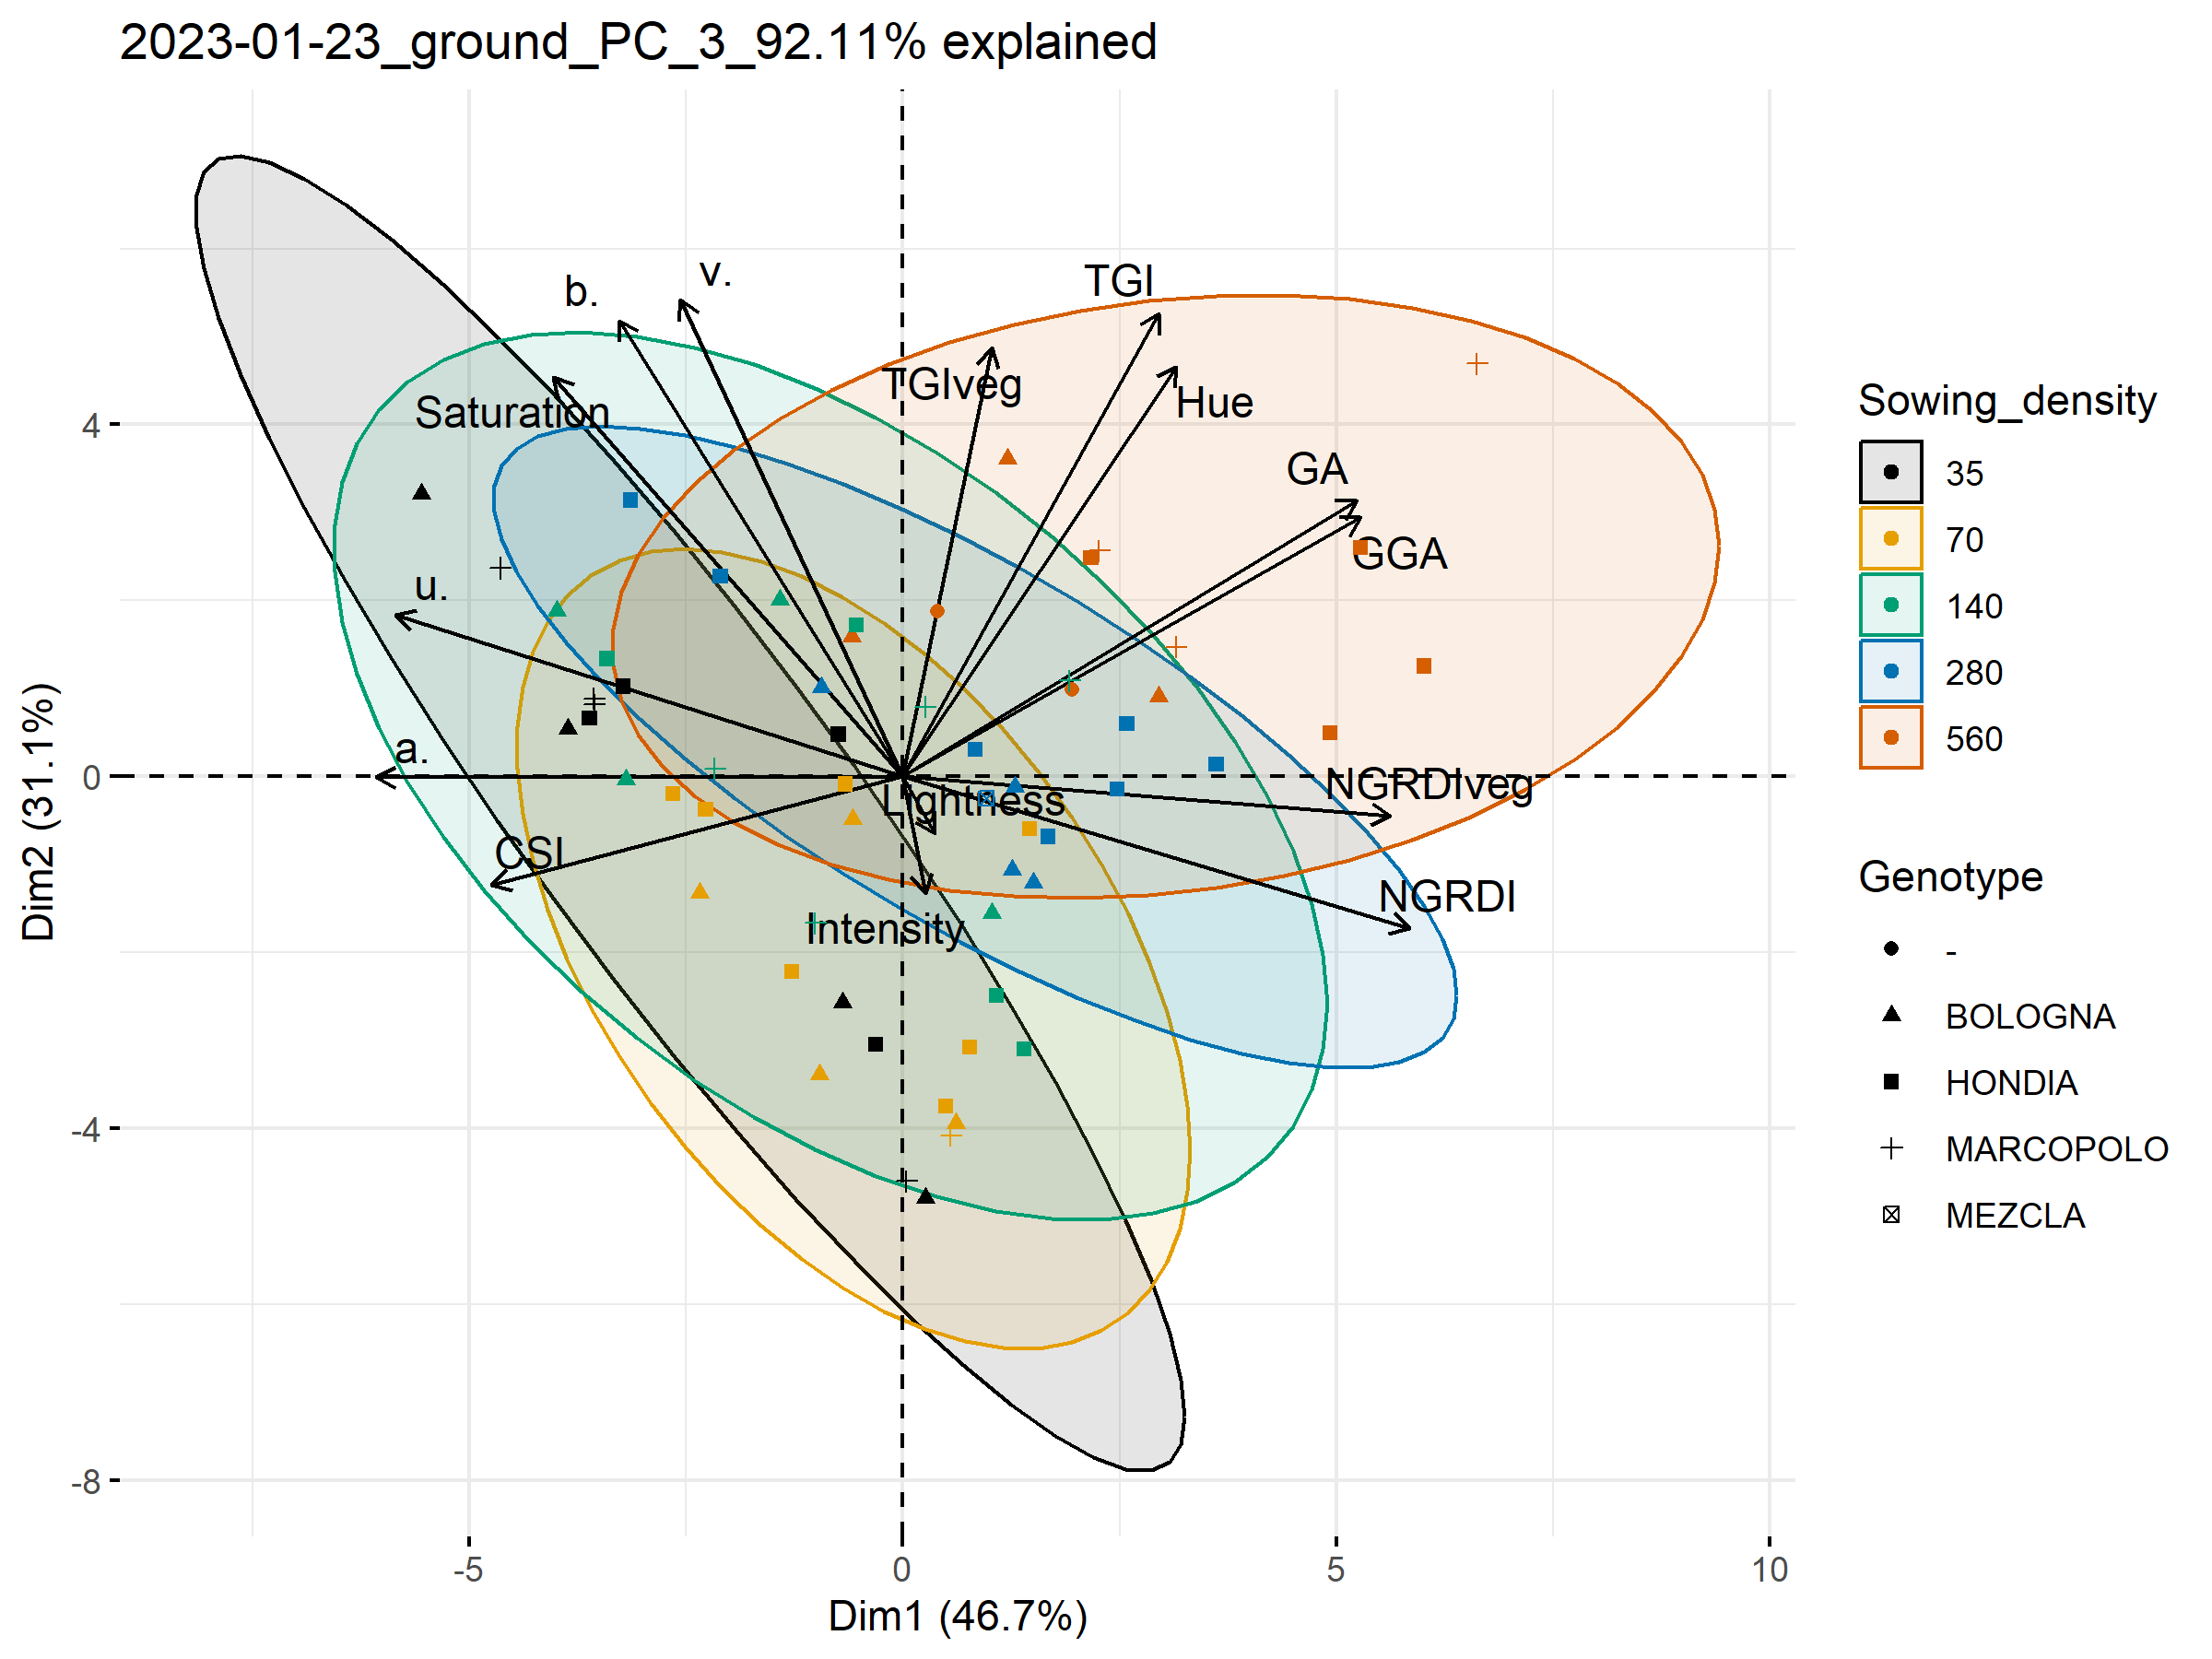 2023-01-23_ground_PC_3_92.11% explained
v.
b.
TGI
TGIveg
Hue
Saturation
GA
GGA
u.
a.
NGRDIveg
Lightness
CSI
NGRDI
Intensity
4
0
-4
-8
-5
0
5
10
Dim1 (46.7%)
Dim2 (31.1%)
Sowing_density
35
70
140
280
560
Genotype
-
BOLOGNA
HONDIA
MARCOPOLO
MEZCLA